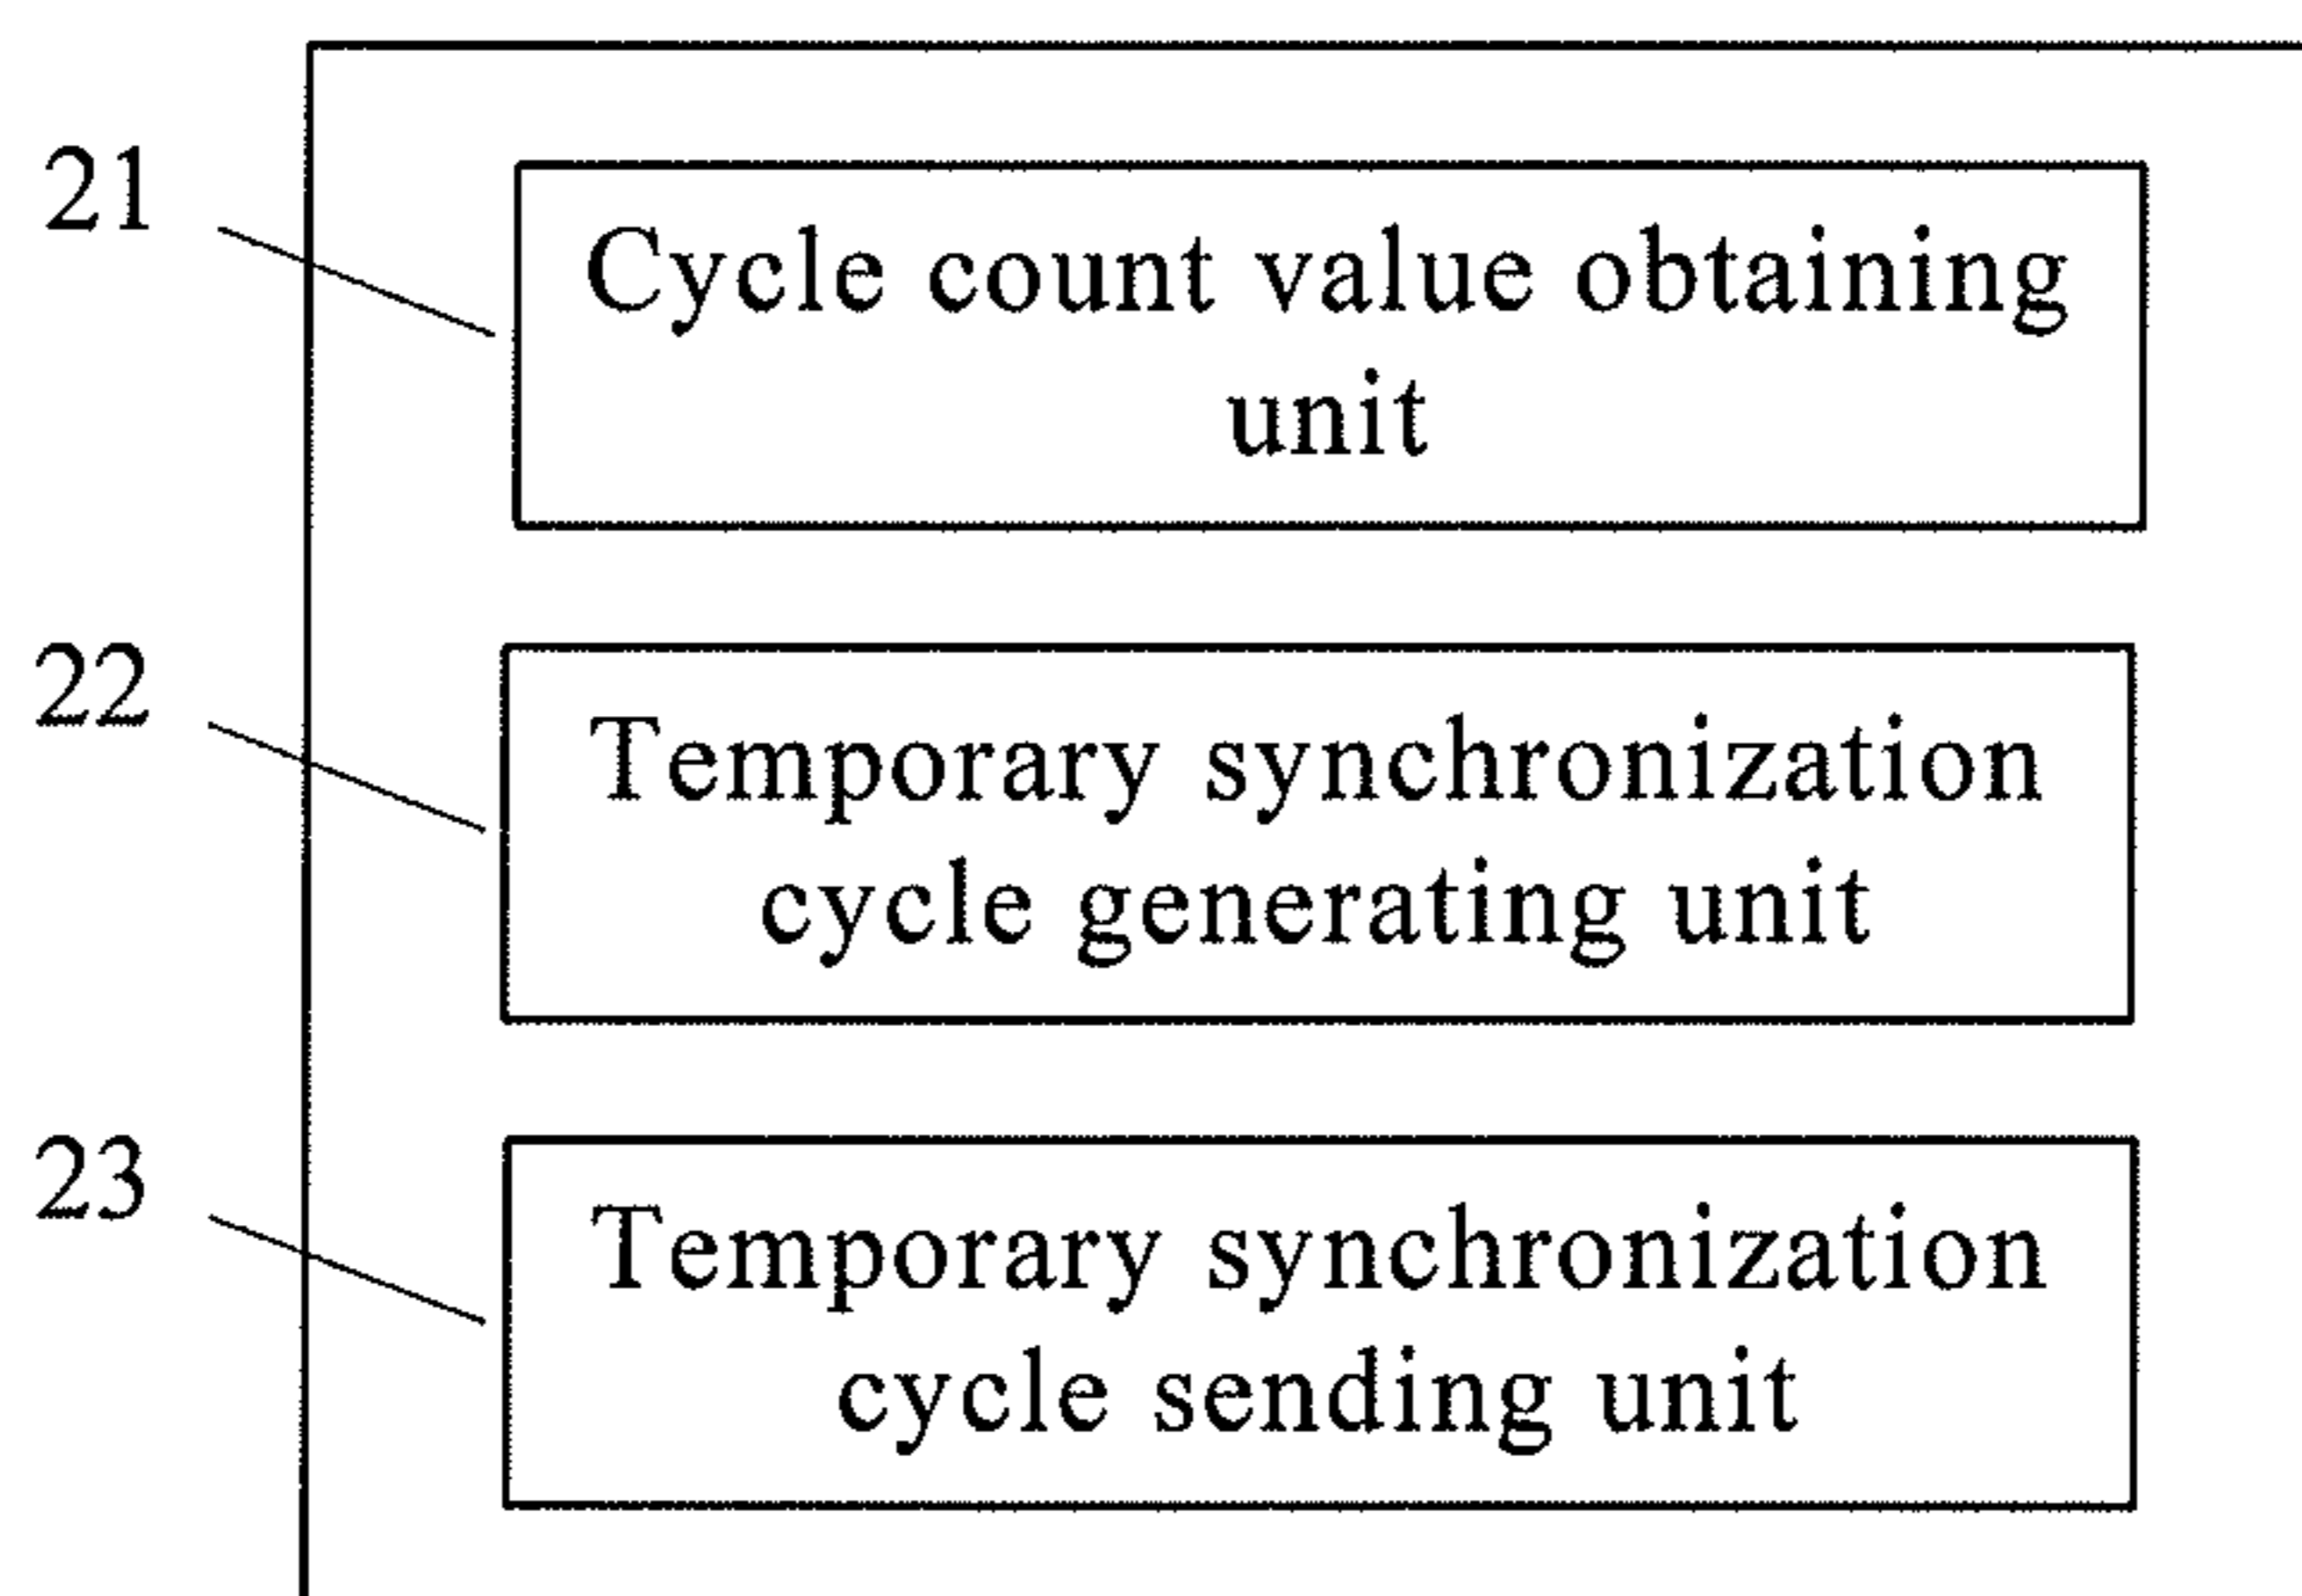 21
Cycle count value obtaining
unit
22
Temporary synchronization
cycle generating unit
23
Temporary synchronization
cycle sending unit